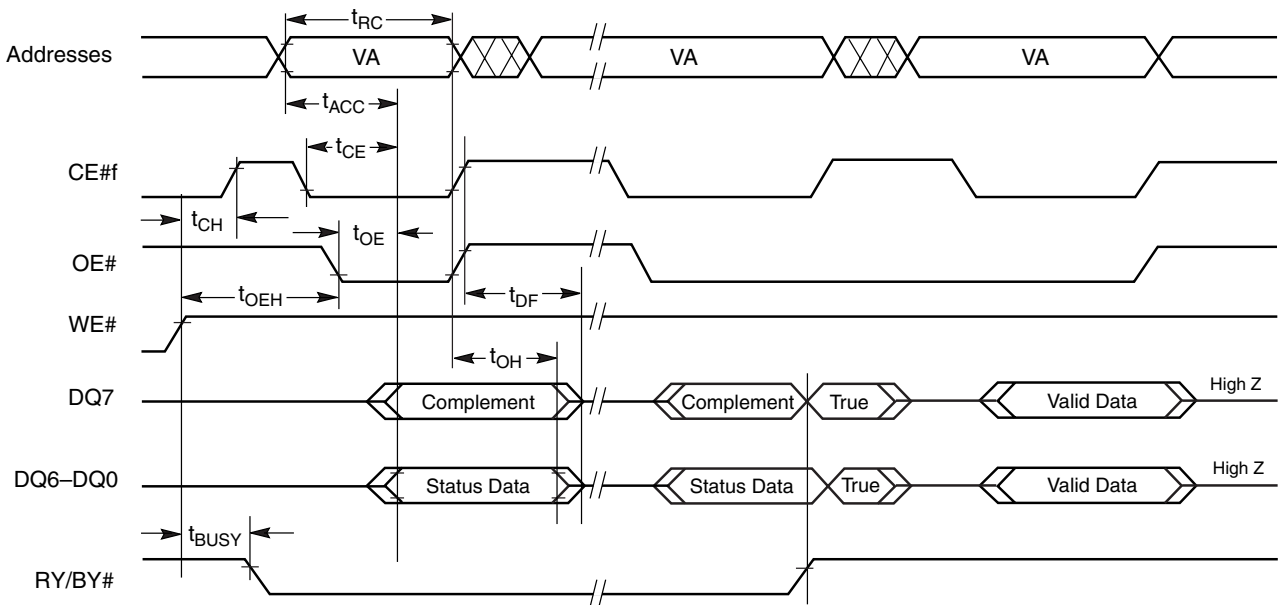 tRC
Addresses VA VA VA
tACC
tCE
CE#f
tCH tOE
OE#
tOEH tDF
WE#
tOH
DQ7 Complement Complement True Valid Data High Z
DQ6–DQ0 Status Data Status Data True Valid Data High Z
tBUSY
RY/BY#